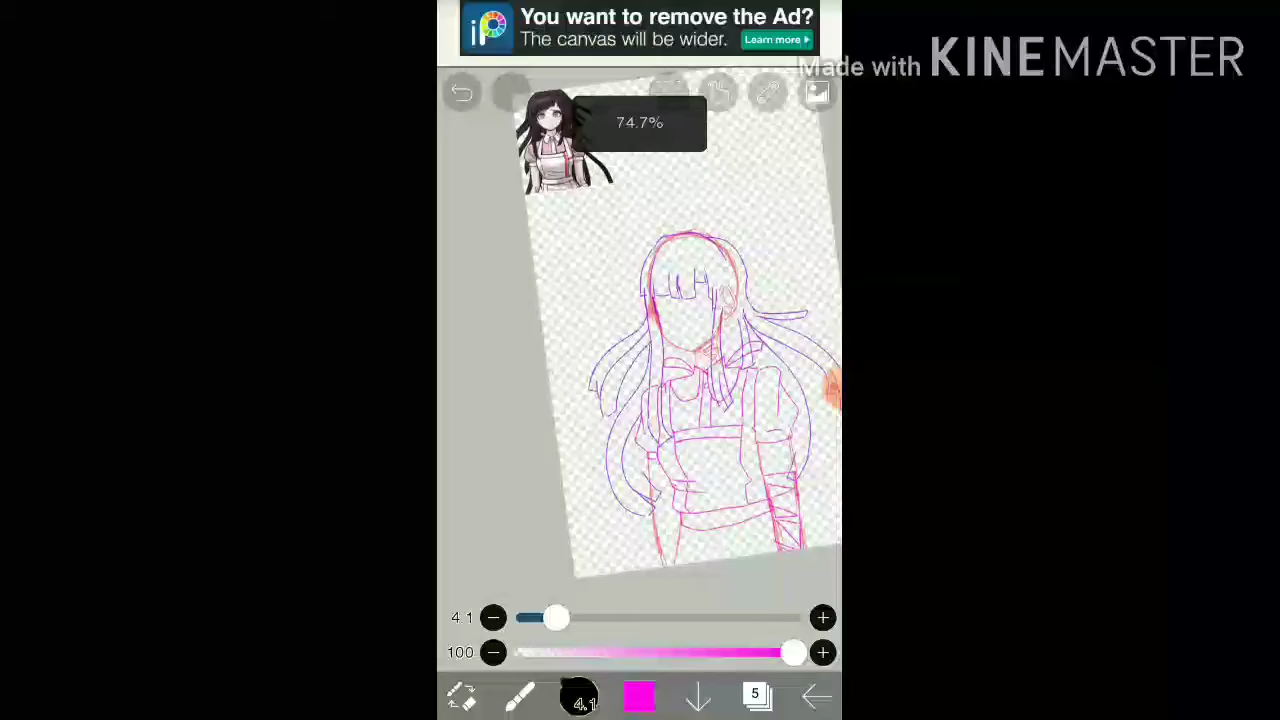 iP
You want to remove the Ad?
The canvas will be wider.
Learn more
Made with KINEMASTER
74.7%
4.1
100
4.1
5